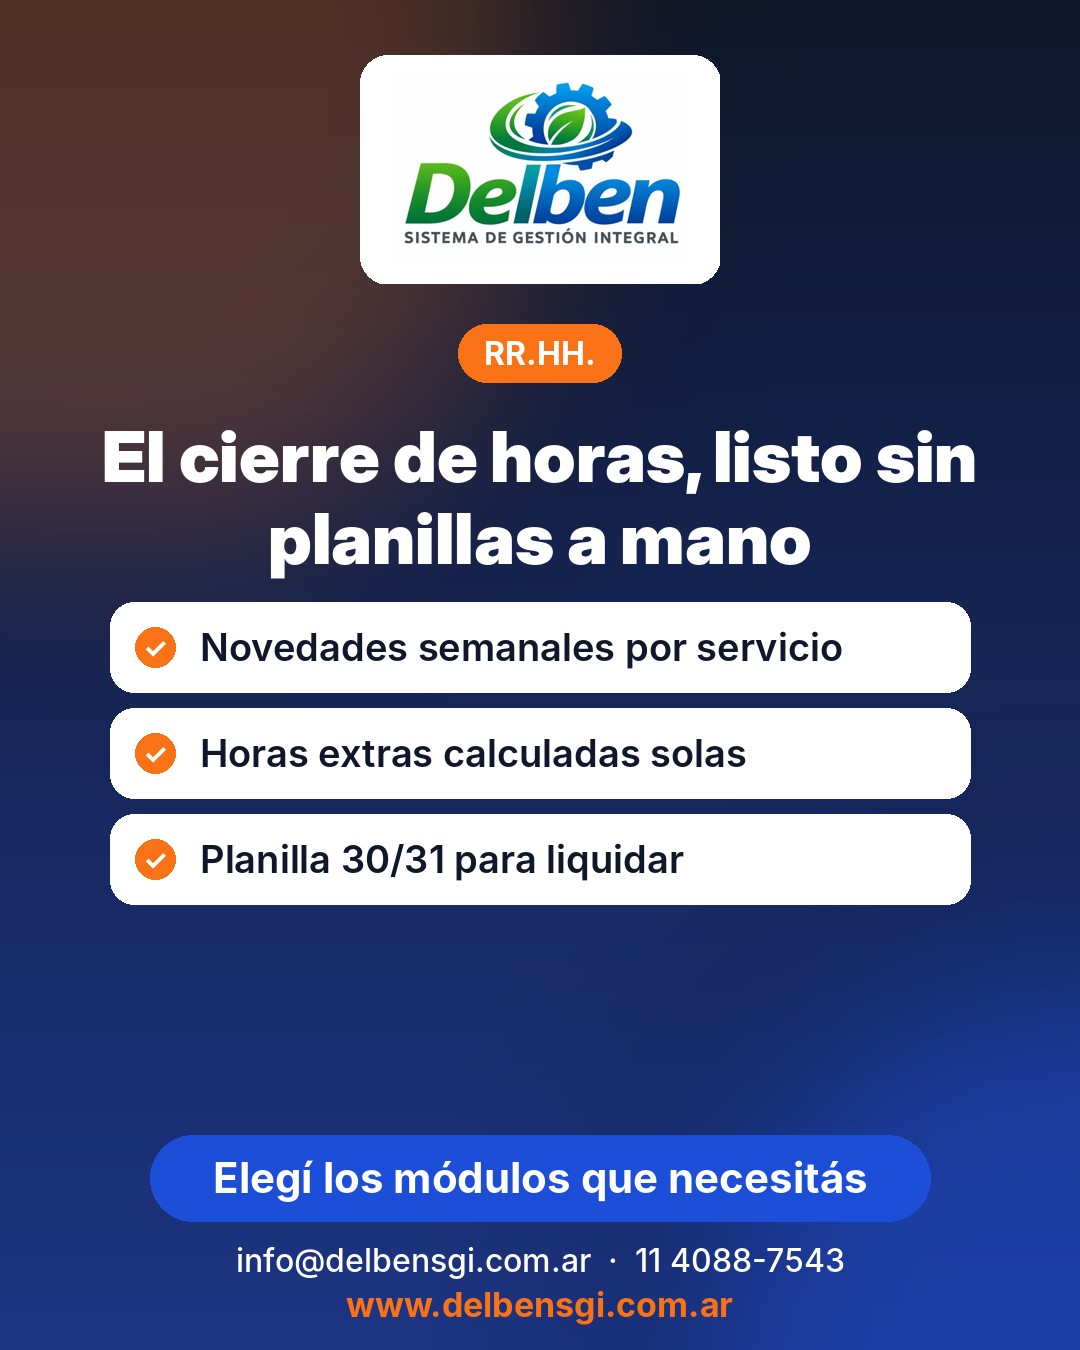 Delben
SISTEMA DE GESTIÓN INTEGRAL
RR.HH.
El cierre de horas, listo sin
planillas a mano
Novedades semanales por servicio
Horas extras calculadas solas
Planilla 30/31 para liquidar
Elegí los módulos que necesitás
info@delbensgi.com.ar · 11 4088-7543
www.delbensgi.com.ar